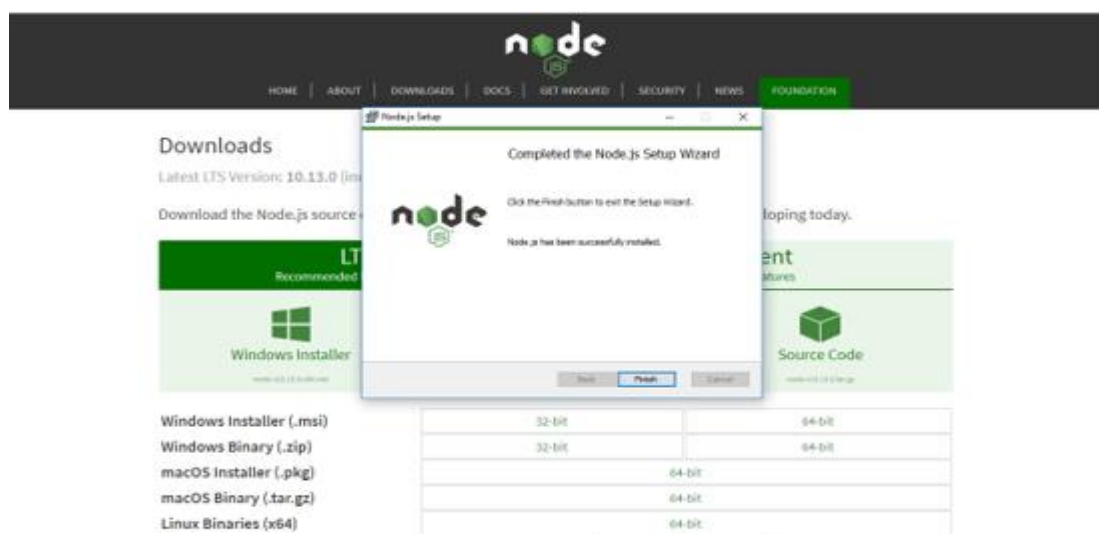 node
JS
HOME | ABOUT | DOWNLOADS | DOCS | GET INVOLVED | SECURITY | NEWS FOUNDATION
Node.js Setup
Downloads
Completed the Node.js Setup Wizard
Latest LTS Version: 10.13.0
Click the Finish button to exit the Setup Wizard.
Download the Node.js source
node
JS
loping today.
Node.js has been successfully installed.
LT
ent
Recommended
atures
Windows Installer
Source Code
Back Finish Cancel
Windows Installer (.msi) 32-bit 64-bit
Windows Binary (.zip) 32-bit 64-bit
macOS Installer (.pkg) 64-bit
macOS Binary (.tar.gz) 64-bit
Linux Binaries (x64) 64-bit